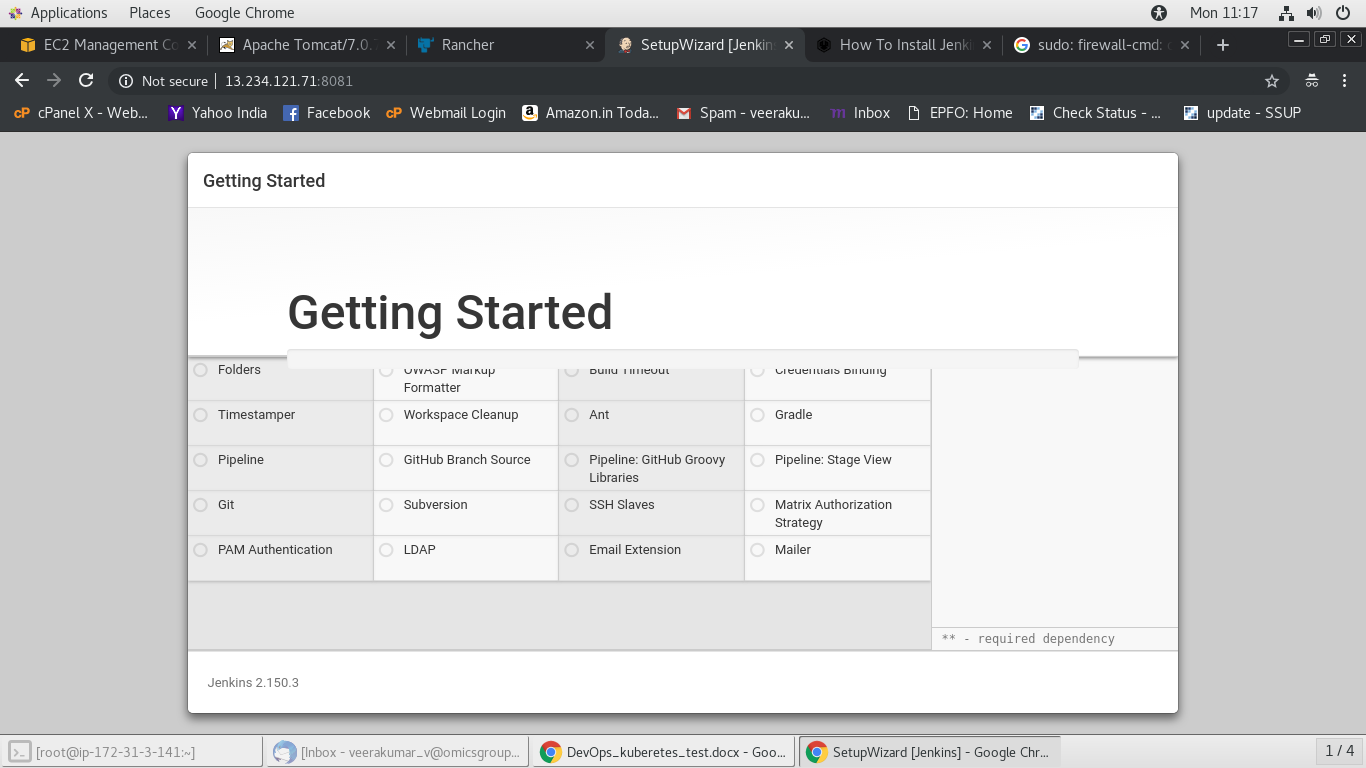 Applications Places Google Chrome Mon 11:17
EC2 Management Co Apache Tomcat/7.0.7 Rancher SetupWizard [Jenkins How To Install Jenki sudo: firewall-cmd: c
Not secure 13.234.121.71:8081
cPanel X - Web... Yahoo India Facebook Webmail Login Amazon.in Toda... Spam - veeraku... Inbox EPFO: Home Check Status - ... update - SSUP
Getting Started
Getting Started
Folders OWASP Markup Build Timeout Credentials Binding
Formatter
Timestamper Workspace Cleanup Ant Gradle
Pipeline GitHub Branch Source Pipeline: GitHub Groovy Pipeline: Stage View
Libraries
Git Subversion SSH Slaves Matrix Authorization
Strategy
PAM Authentication LDAP Email Extension Mailer
** - required dependency
Jenkins 2.150.3
[root@ip-172-31-3-141:~] [Inbox - veerakumar_v@omicsgroup... DevOps_kuberetes_test.docx - Goo... SetupWizard [Jenkins] - Google Chr... 1 / 4